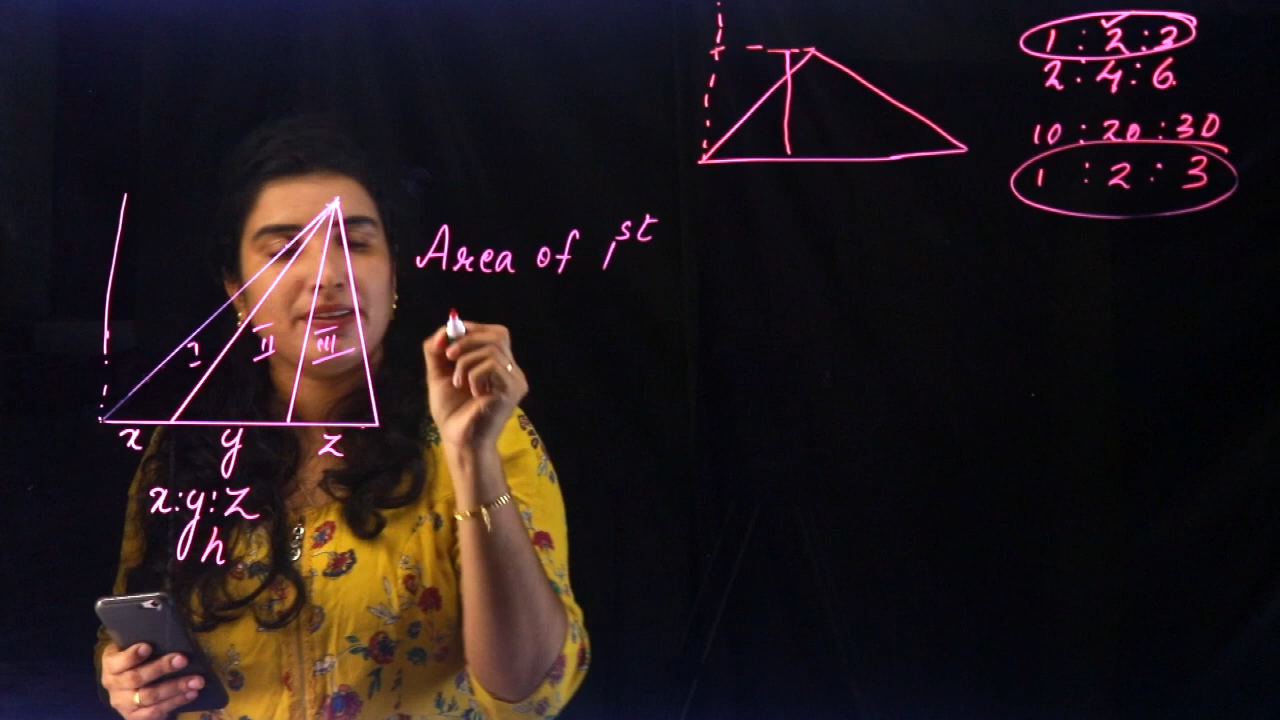 1 : 2 : 3
2 : 4 : 6
10 : 20 : 30
1 : 2 : 3
Area of 1st
I II III
x y z
x:y:z
h